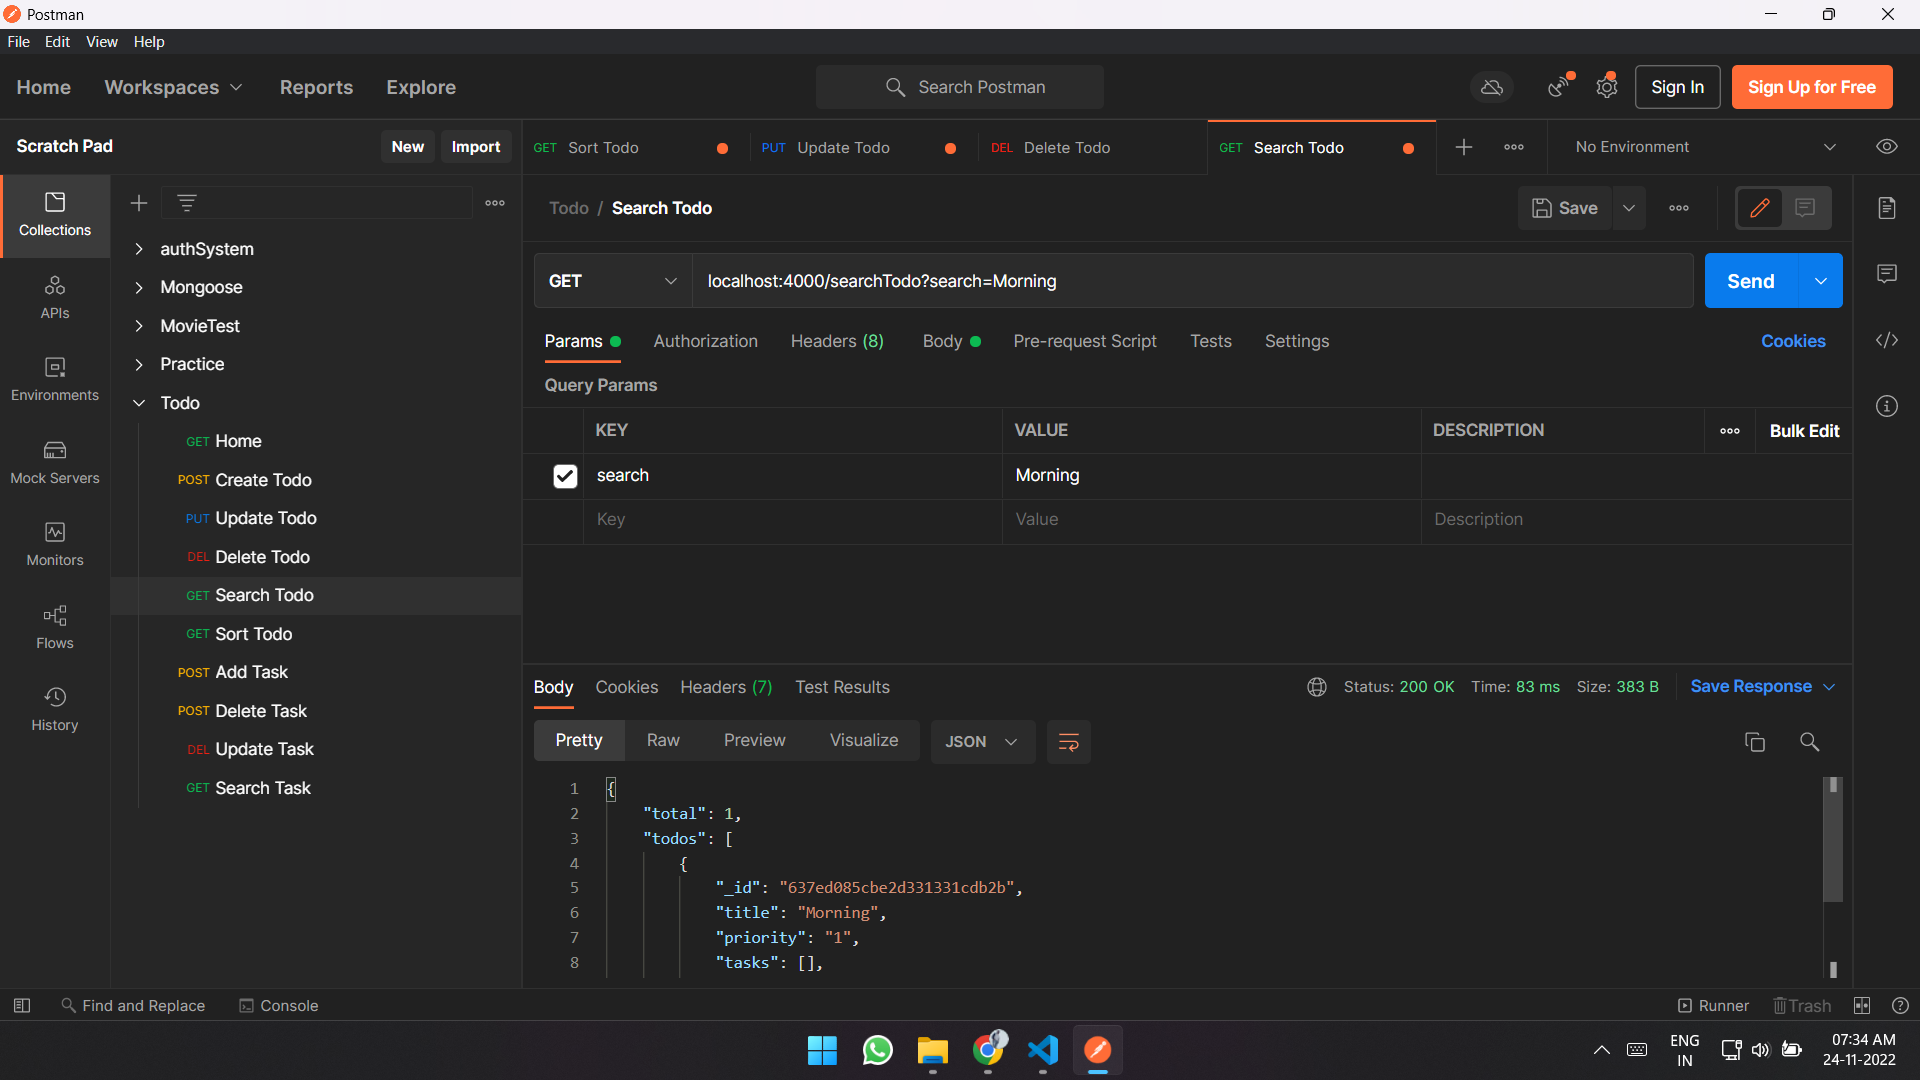 Postman
File Edit View Help
Home Workspaces Reports Explore Search Postman Sign In Sign Up for Free
Scratch Pad New Import
GET Sort Todo PUT Update Todo DEL Delete Todo GET Search Todo No Environment
Collections
APIs
Environments
Mock Servers
Monitors
Flows
History
authSystem
Mongoose
MovieTest
Practice
Todo
GET Home
POST Create Todo
PUT Update Todo
DEL Delete Todo
GET Search Todo
GET Sort Todo
POST Add Task
POST Delete Task
DEL Update Task
GET Search Task
Todo / Search Todo Save
GET localhost:4000/searchTodo?search=Morning Send
Params Authorization Headers (8) Body Pre-request Script Tests Settings Cookies
Query Params
KEY VALUE DESCRIPTION Bulk Edit
search Morning
Key Value Description
Body Cookies Headers (7) Test Results Status: 200 OK Time: 83 ms Size: 383 B Save Response
Pretty Raw Preview Visualize JSON
1 {
2 "total": 1,
3 "todos": [
4 {
5 "_id": "637ed085cbe2d331331cdb2b",
6 "title": "Morning",
7 "priority": "1",
8 "tasks": [],
Find and Replace Console Runner Trash
ENG
IN
07:34 AM
24-11-2022